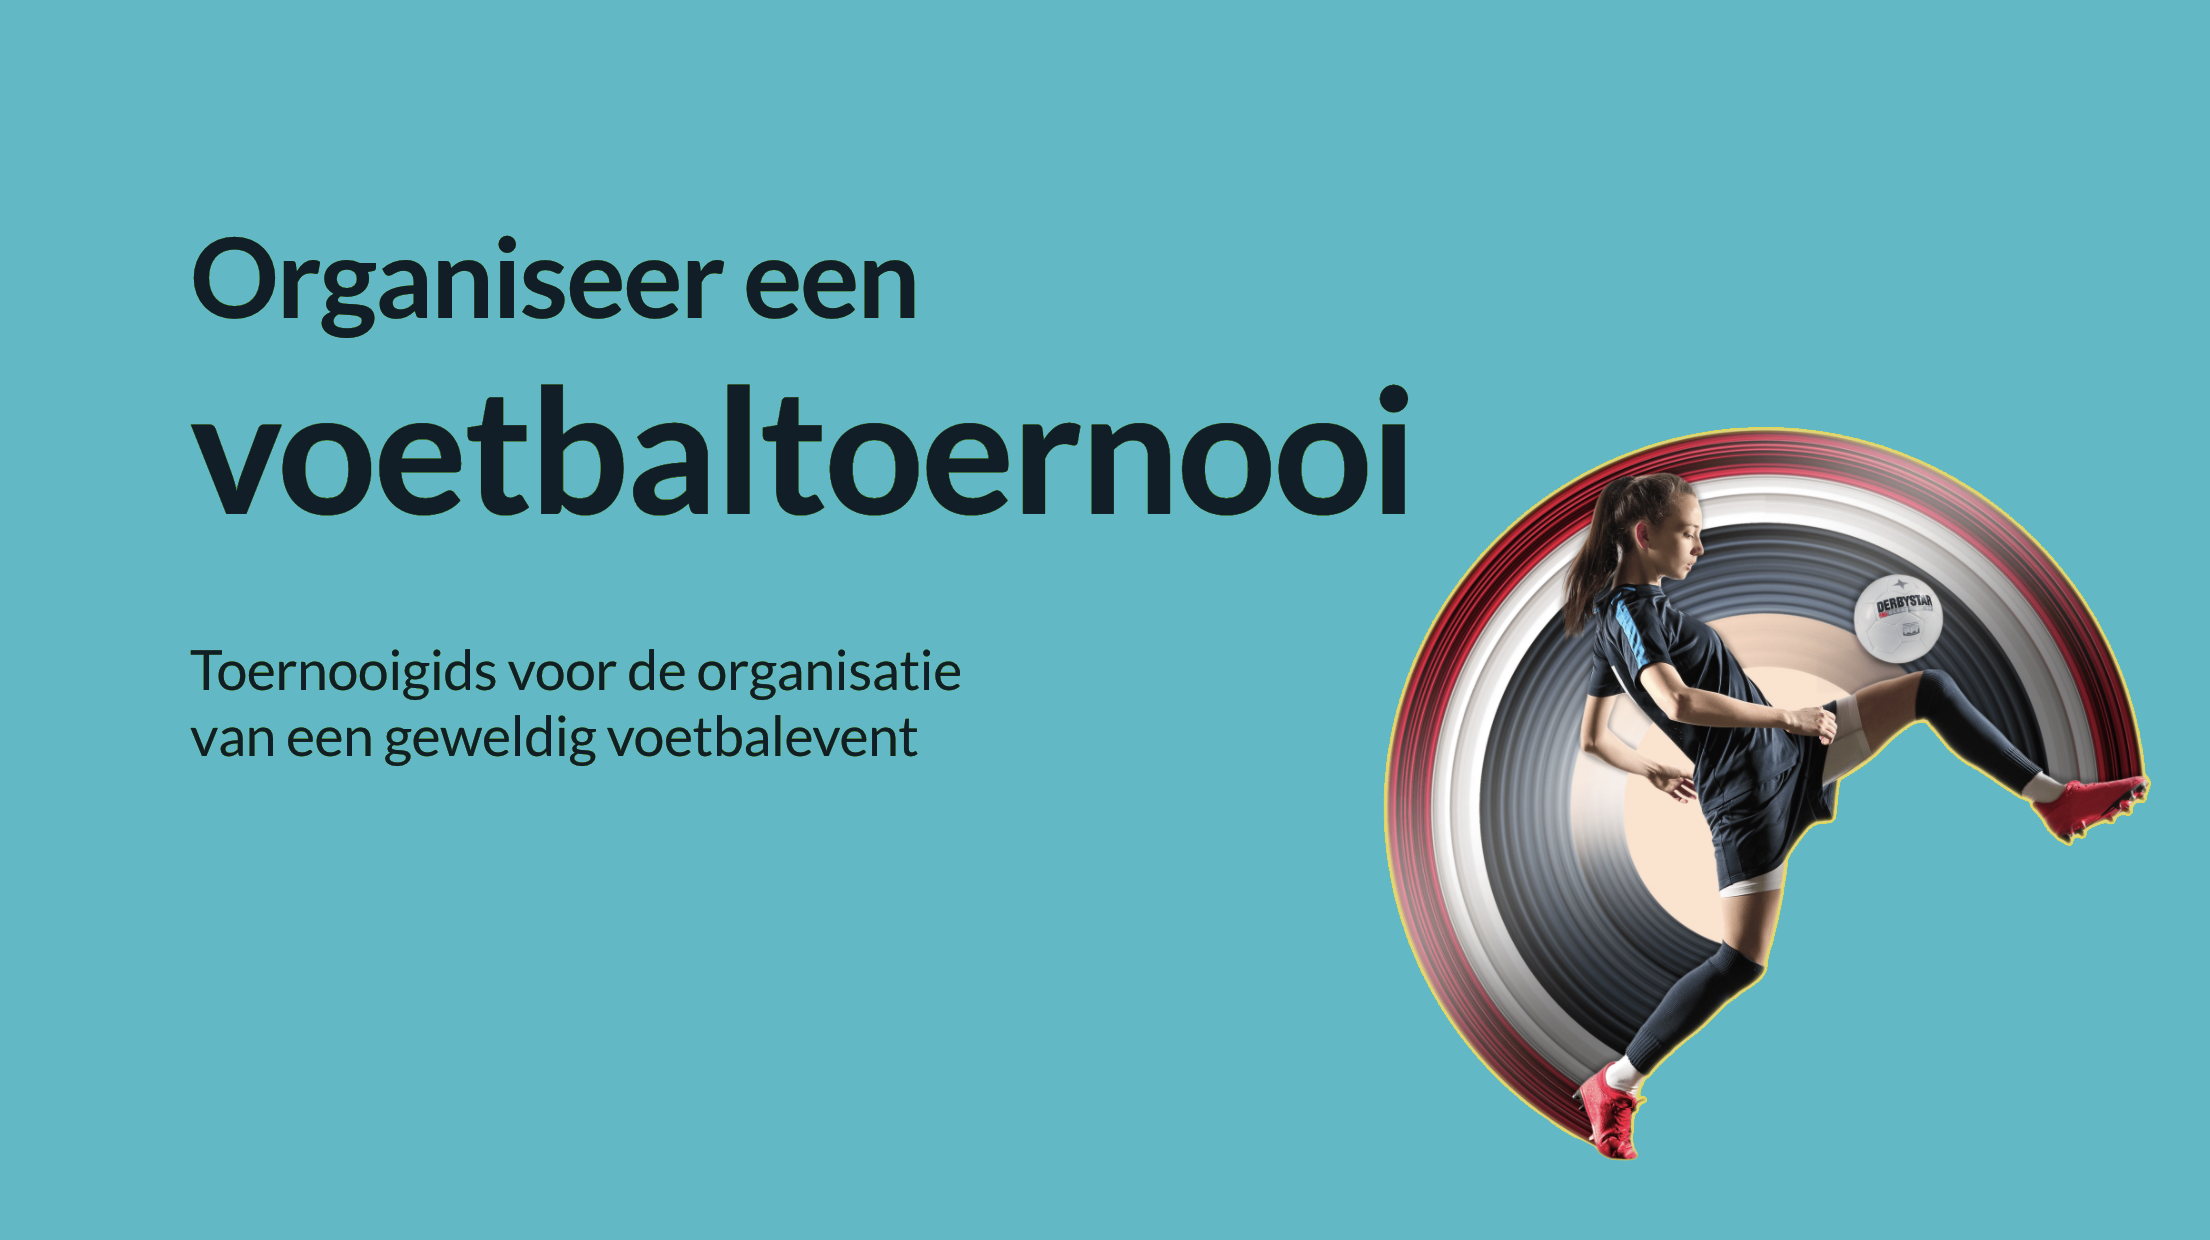 Organiseer een
voetbaltoernooi
Toernooigids voor de organisatie
van een geweldig voetbalevent
DERBYSTAR